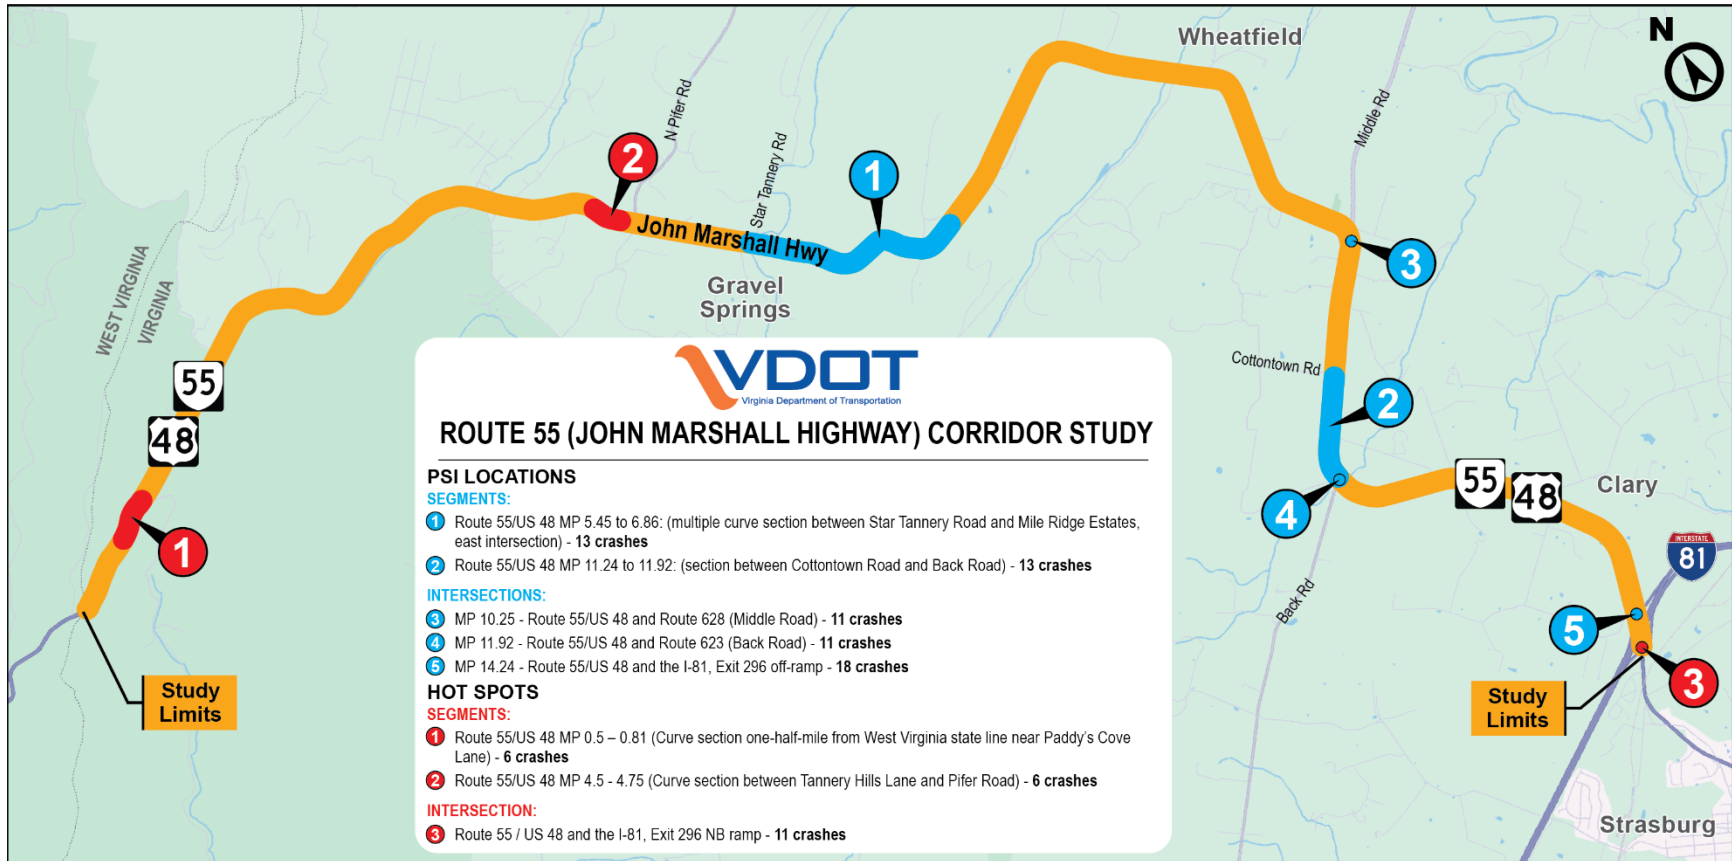 Wheatfield
N
N Pifer Rd
Middle Rd
2
Star Tannery Rd
1
John Marshall Hwy
3
WEST VIRGINIA
VIRGINIA
Gravel
Springs
Cottontown Rd
55
48
2
55
48
Clary
4
INTERSTATE
81
1
Back Rd
5
3
Study
Limits
Study
Limits
Strasburg
VDOT
Virginia Department of Transportation
ROUTE 55 (JOHN MARSHALL HIGHWAY) CORRIDOR STUDY
PSI LOCATIONS
SEGMENTS:
1 Route 55/US 48 MP 5.45 to 6.86: (multiple curve section between Star Tannery Road and Mile Ridge Estates,
east intersection) - 13 crashes
2 Route 55/US 48 MP 11.24 to 11.92: (section between Cottontown Road and Back Road) - 13 crashes
INTERSECTIONS:
3 MP 10.25 - Route 55/US 48 and Route 628 (Middle Road) - 11 crashes
4 MP 11.92 - Route 55/US 48 and Route 623 (Back Road) - 11 crashes
5 MP 14.24 - Route 55/US 48 and the I-81, Exit 296 off-ramp - 18 crashes
HOT SPOTS
SEGMENTS:
1 Route 55/US 48 MP 0.5 – 0.81 (Curve section one-half-mile from West Virginia state line near Paddy's Cove
Lane) - 6 crashes
2 Route 55/US 48 MP 4.5 - 4.75 (Curve section between Tannery Hills Lane and Pifer Road) - 6 crashes
INTERSECTION:
3 Route 55 / US 48 and the I-81, Exit 296 NB ramp - 11 crashes